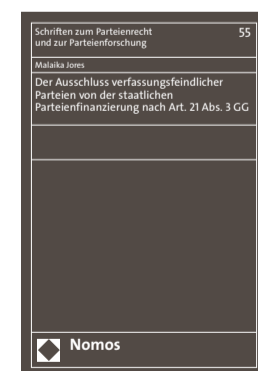 Schriften zum Parteienrecht 55
und zur Parteienforschung
Malaika Jores
Der Ausschluss verfassungsfeindlicher
Parteien von der staatlichen
Parteienfinanzierung nach Art. 21 Abs. 3 GG
Nomos